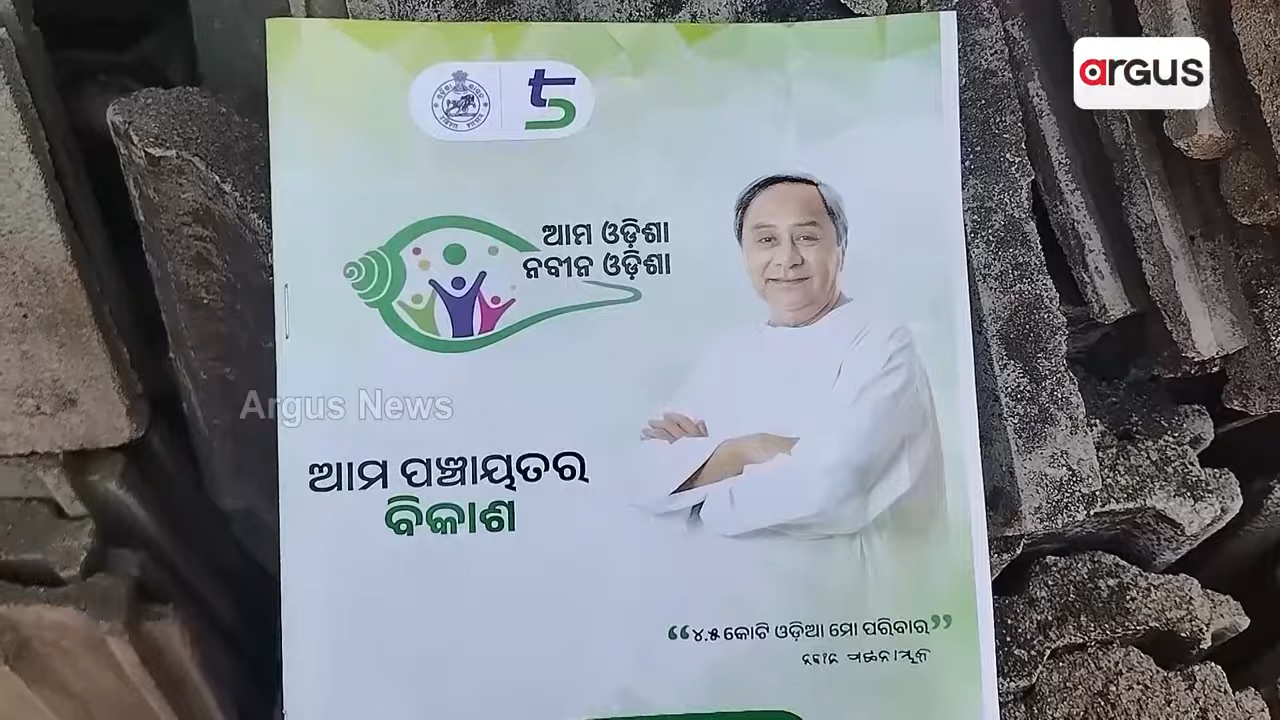 argus
5
ଆମ ଓଡ଼ିଶା
ନବୀନ ଓଡ଼ିଶା
Argus News
ଆମ ପଞ୍ଚାୟତର
ବିକାଶ
“୪.୫ କୋଟି ଓଡ଼ିଆ ମୋ ପରିବାର”
ନବୀନ ପଟ୍ଟନାୟକ